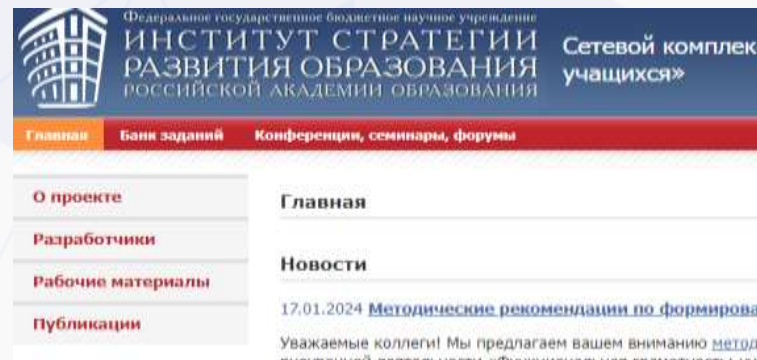 Федеральное государственное бюджетное научное учреждение
ИНСТИТУТ СТРАТЕГИИ
РАЗВИТИЯ ОБРАЗОВАНИЯ
РОССИЙСКОЙ АКАДЕМИИ ОБРАЗОВАНИЯ
Сетевой комплек
учащихся»
Главная Банк заданий Конференции, семинары, форумы
О проекте
Разработчики
Рабочие материалы
Публикации
Главная
Новости
17.01.2024 Методические рекомендации по формирова
Уважаемые коллеги! Мы предлагаем вашем вниманию метод